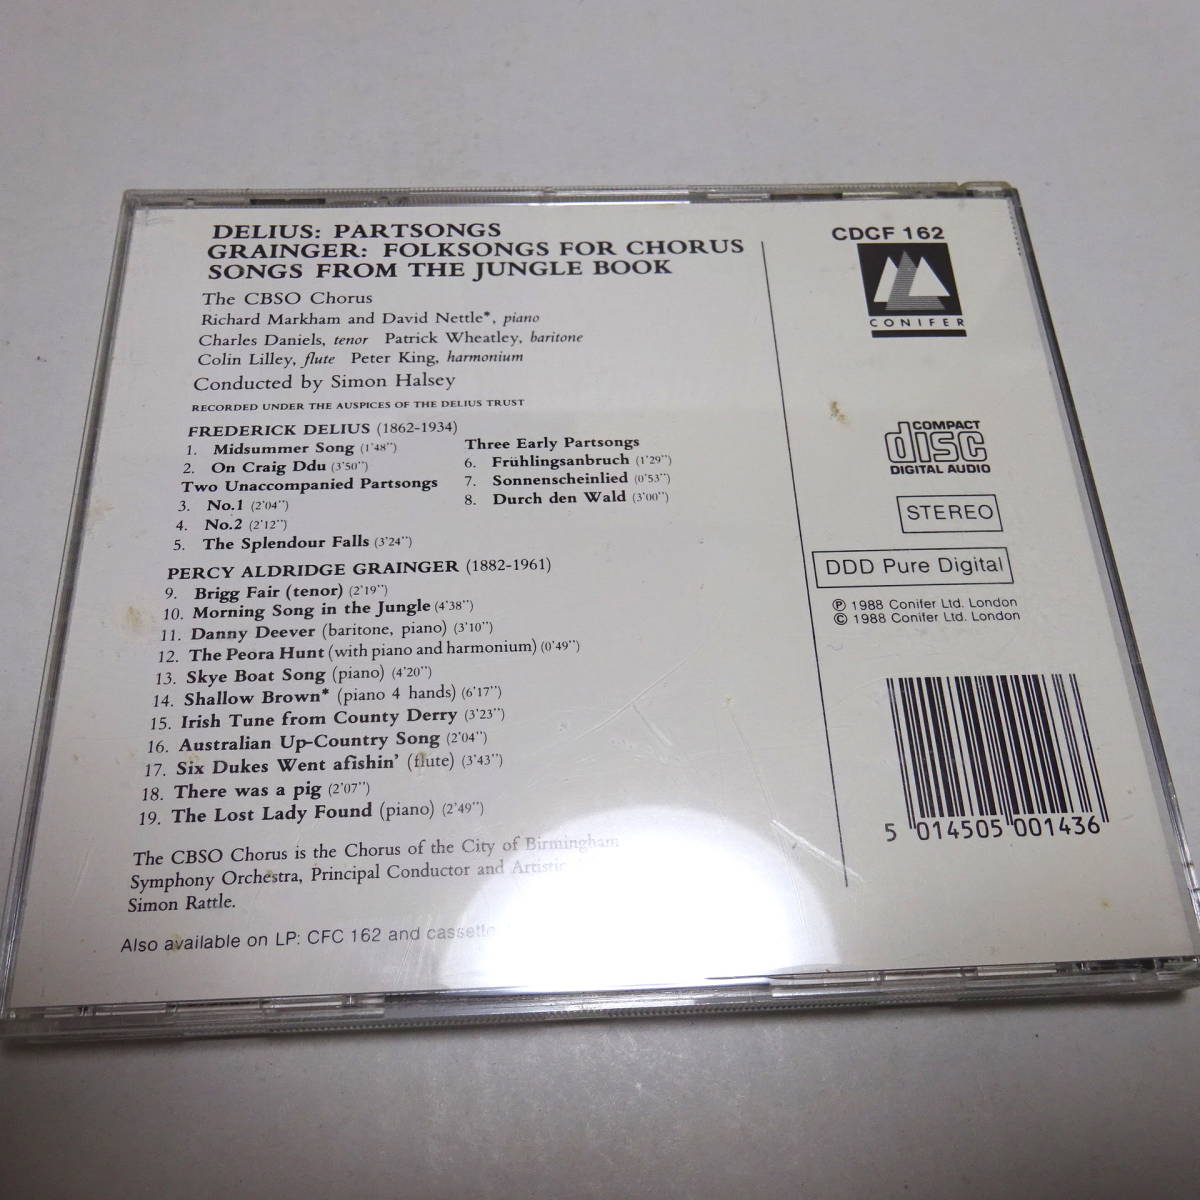 DELIUS: PARTSONGS
GRAINGER: FOLKSONGS FOR CHORUS
SONGS FROM THE JUNGLE BOOK
The CBSO Chorus
Richard Markham and David Nettle*, piano
Charles Daniels, tenor Patrick Wheatley, baritone
Colin Lilley, flute Peter King, harmonium
Conducted by Simon Halsey
RECORDED UNDER THE AUSPICES OF THE DELIUS TRUST
FREDERICK DELIUS (1862-1934)
1. Midsummer Song (1'48")
2. On Craig Ddu (3'50")
Two Unaccompanied Partsongs
3. No.1 (2'04")
4. No.2 (2'12")
5. The Splendour Falls (3'24")
Three Early Partsongs
6. Frühlingsanbruch (1'29")
7. Sonnenscheinlied (0'53")
8. Durch den Wald (3'00")
PERCY ALDRIDGE GRAINGER (1882-1961)
9. Brigg Fair (tenor) (2'19")
10. Morning Song in the Jungle (4'38")
11. Danny Deever (baritone, piano) (3'10")
12. The Peora Hunt (with piano and harmonium) (0'49")
13. Skye Boat Song (piano) (4'20")
14. Shallow Brown* (piano 4 hands) (6'17")
15. Irish Tune from County Derry (3'23")
16. Australian Up-Country Song (2'04")
17. Six Dukes Went afishin' (flute) (3'43")
18. There was a pig (2'07")
19. The Lost Lady Found (piano) (2'49")
The CBSO Chorus is the Chorus of the City of Birmingham
Symphony Orchestra, Principal Conductor and Artistic
Simon Rattle.
Also available on LP: CFC 162 and cassette
CDCF 162
CONIFER
COMPACT
disc
DIGITAL AUDIO
STEREO
DDD Pure Digital
℗ 1988 Conifer Ltd. London
© 1988 Conifer Ltd. London
5 014505 001436